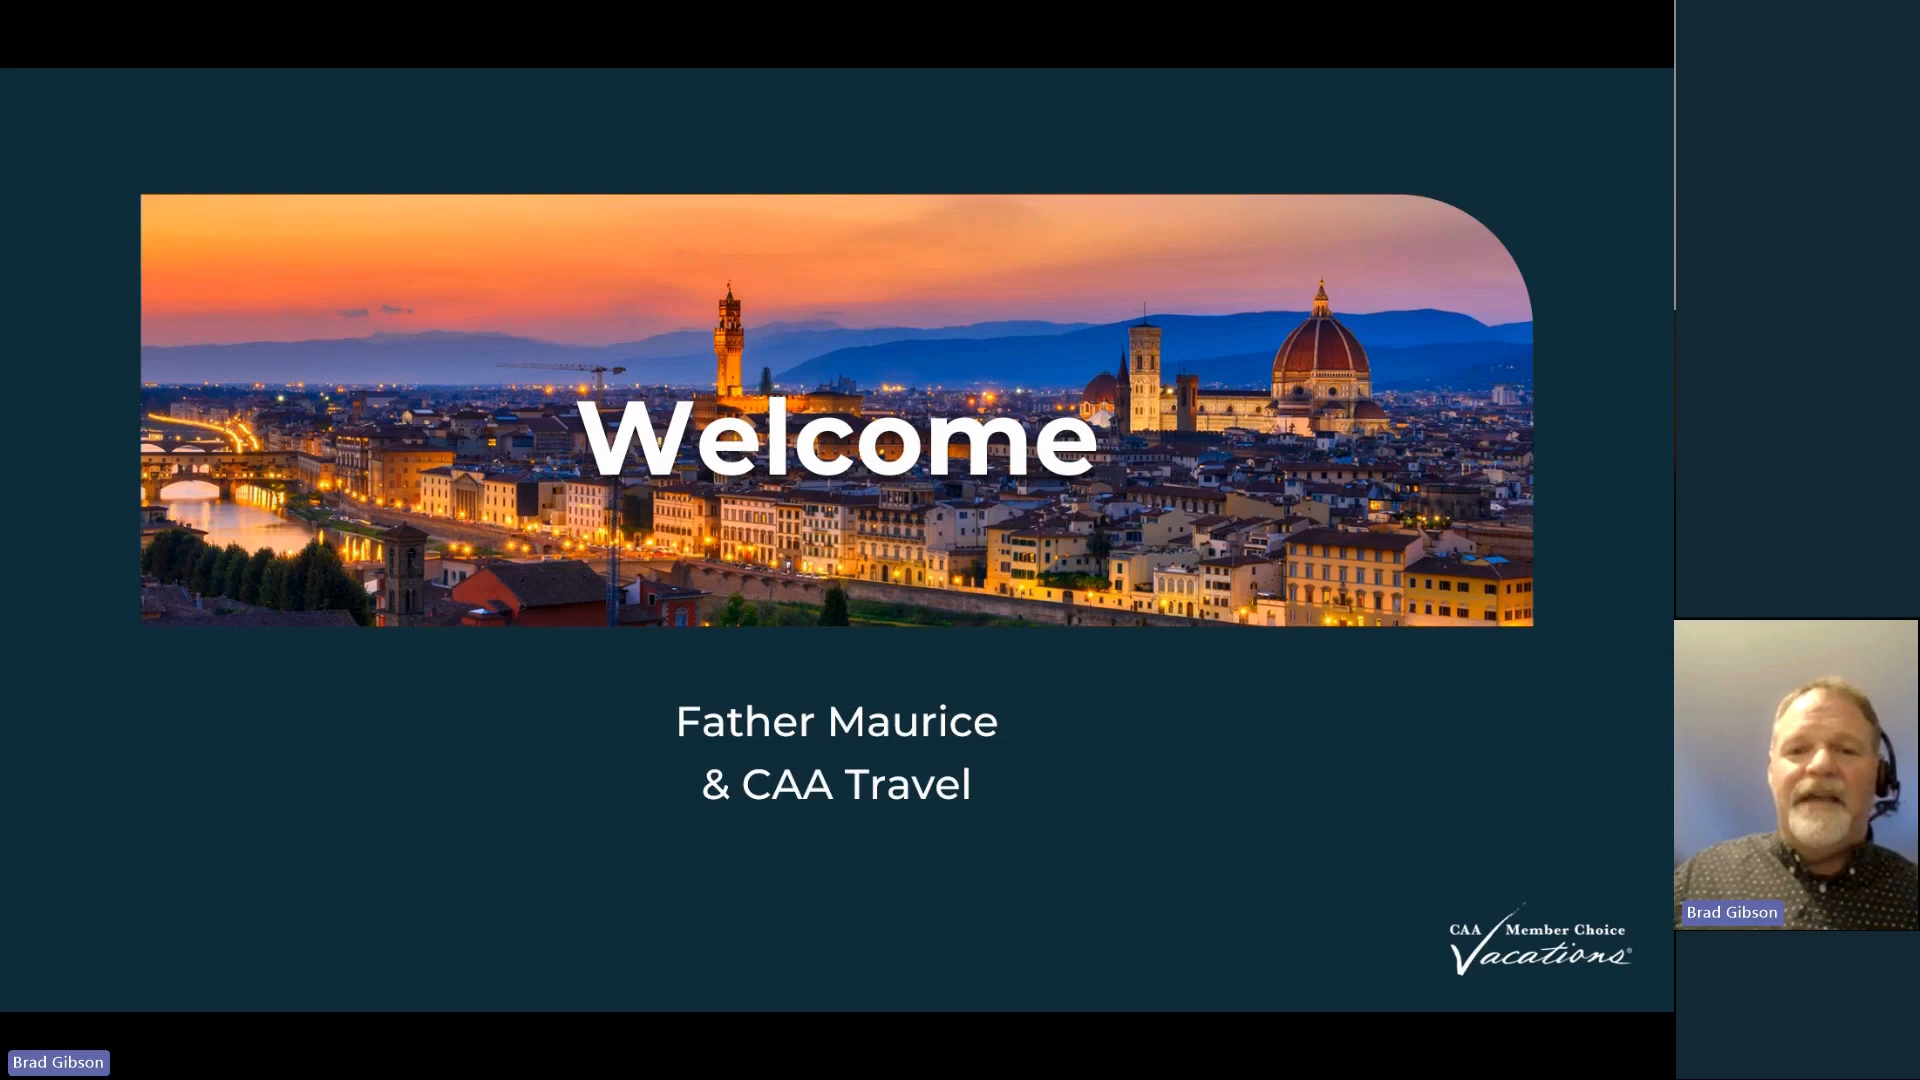 Welcome
Father Maurice
& CAA Travel
CAA Member Choice
Vacations®
Brad Gibson
Brad Gibson